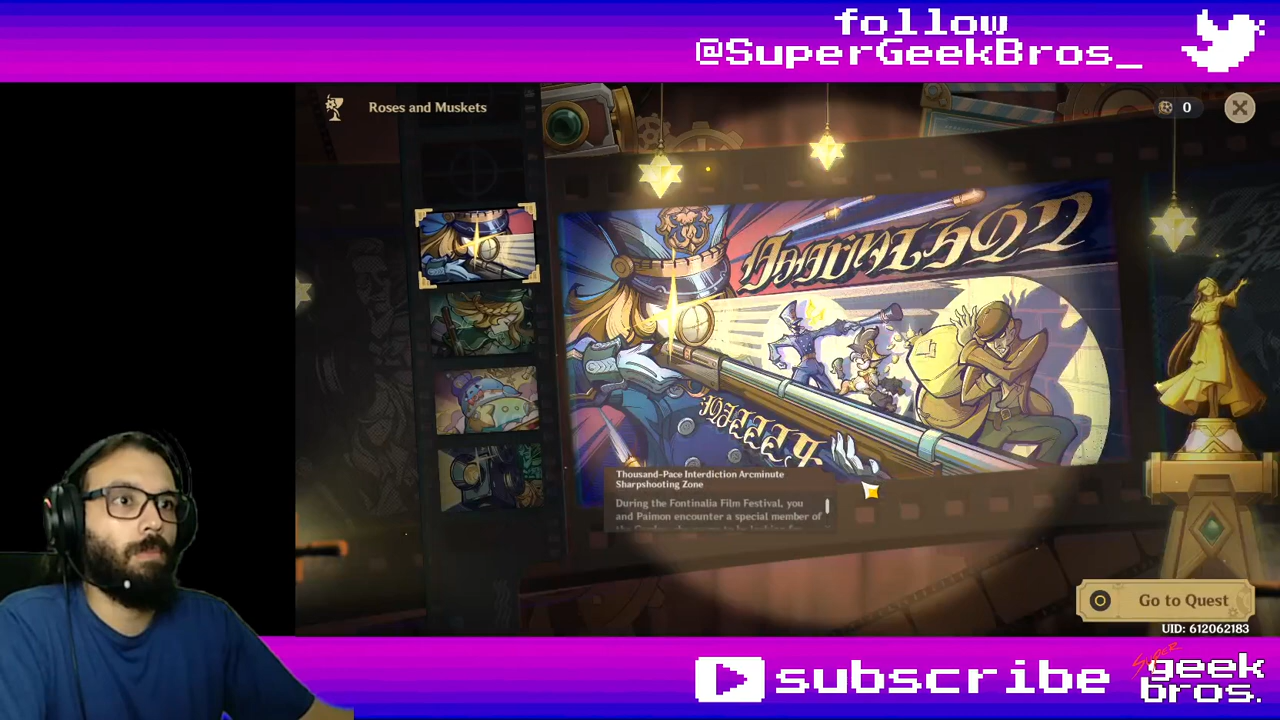 follow
@SuperGeekBros_
Roses and Muskets
0
Thousand-Pace Interdiction Arcminute
Sharpshooting Zone
During the Fontinalia Film Festival, you
and Paimon encounter a special member of
Go to Quest
UID: 612062183
subscribe
super
geek
bros.